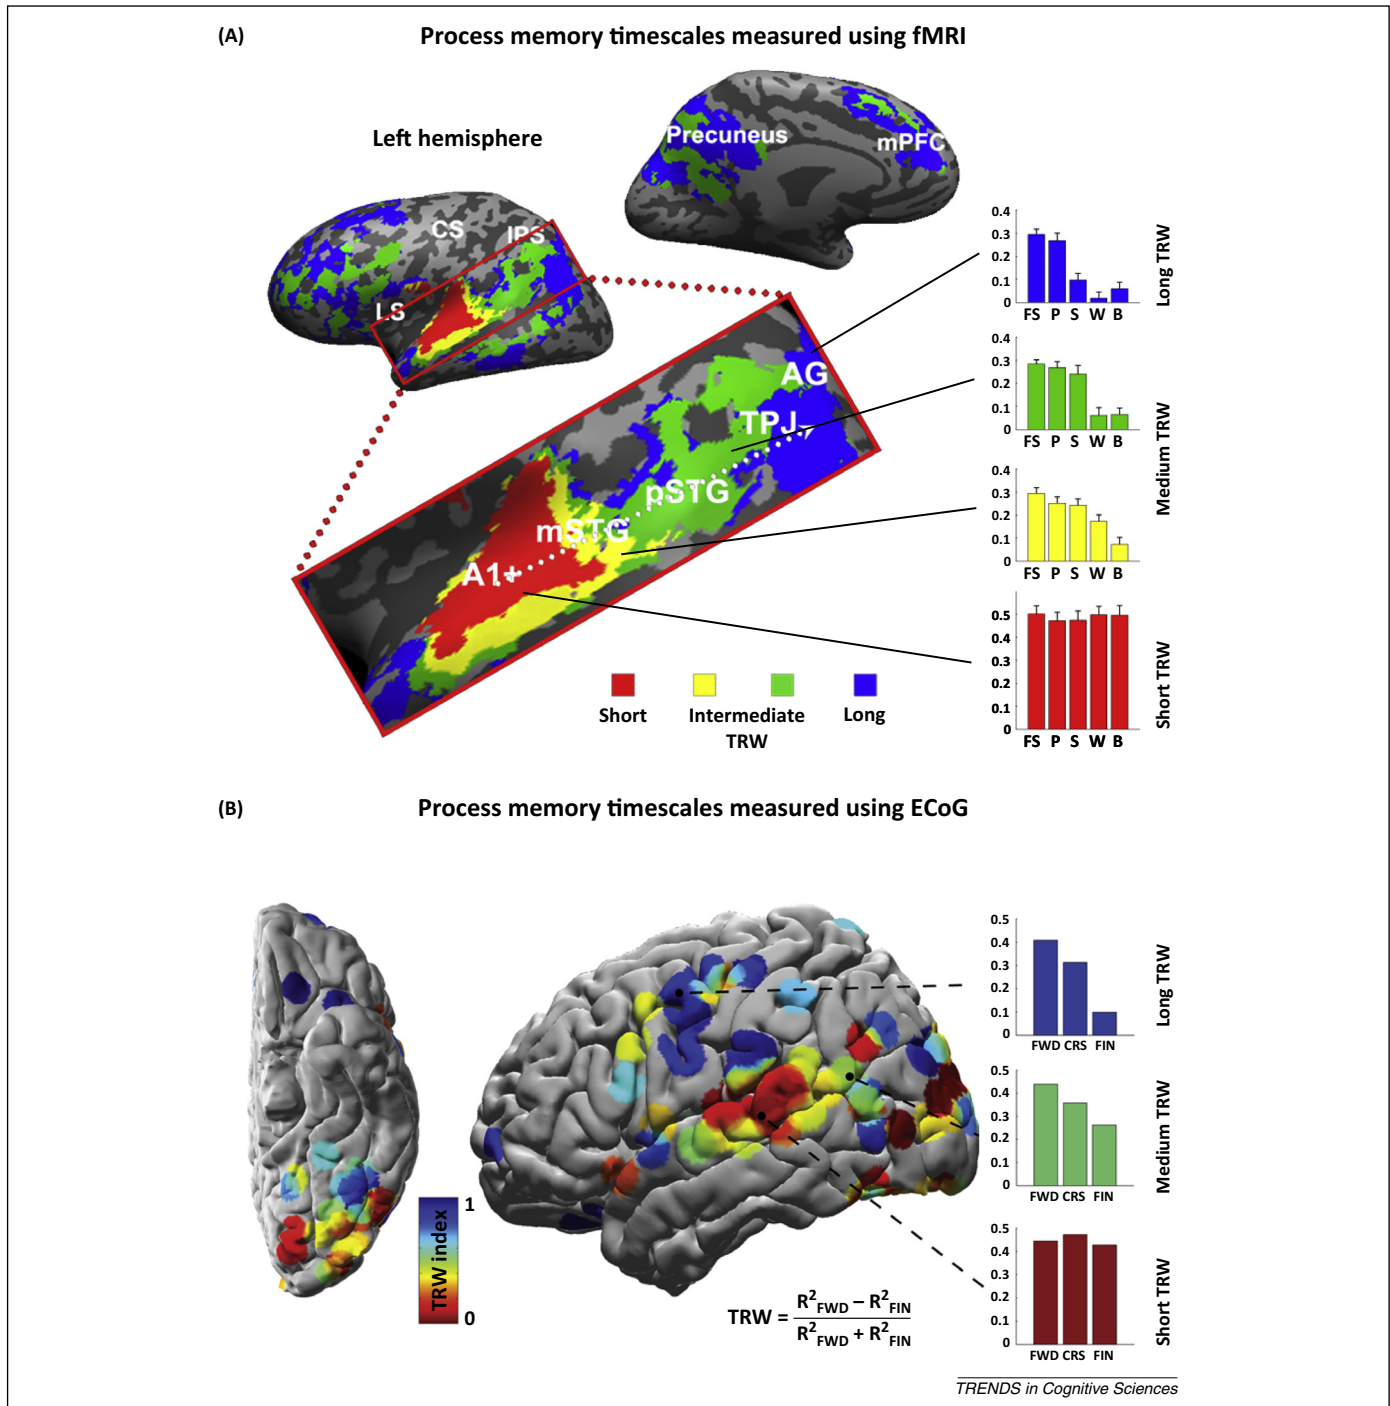 (A)
Process memory timescales measured using fMRI
Left hemisphere
Precuneus
mPFC
CS
IPS
LS
AG
TPJ
pSTG
mSTG
A1+
Short
Intermediate
Long
TRW
0.4
0.3
0.2
0.1
0
FS P S W B
Long TRW
0.4
0.3
0.2
0.1
0
FS P S W B
Medium TRW
0.4
0.3
0.2
0.1
0
FS P S W B
0.5
0.4
0.3
0.2
0.1
0
FS P S W B
Short TRW
(B)
Process memory timescales measured using ECoG
TRW index
1
0
TRW = R²FWD – R²FIN
R²FWD + R²FIN
0.5
0.4
0.3
0.2
0.1
0
FWD CRS FIN
Long TRW
0.5
0.4
0.3
0.2
0.1
0
FWD CRS FIN
Medium TRW
0.5
0.4
0.3
0.2
0.1
0
FWD CRS FIN
Short TRW
TRENDS in Cognitive Sciences